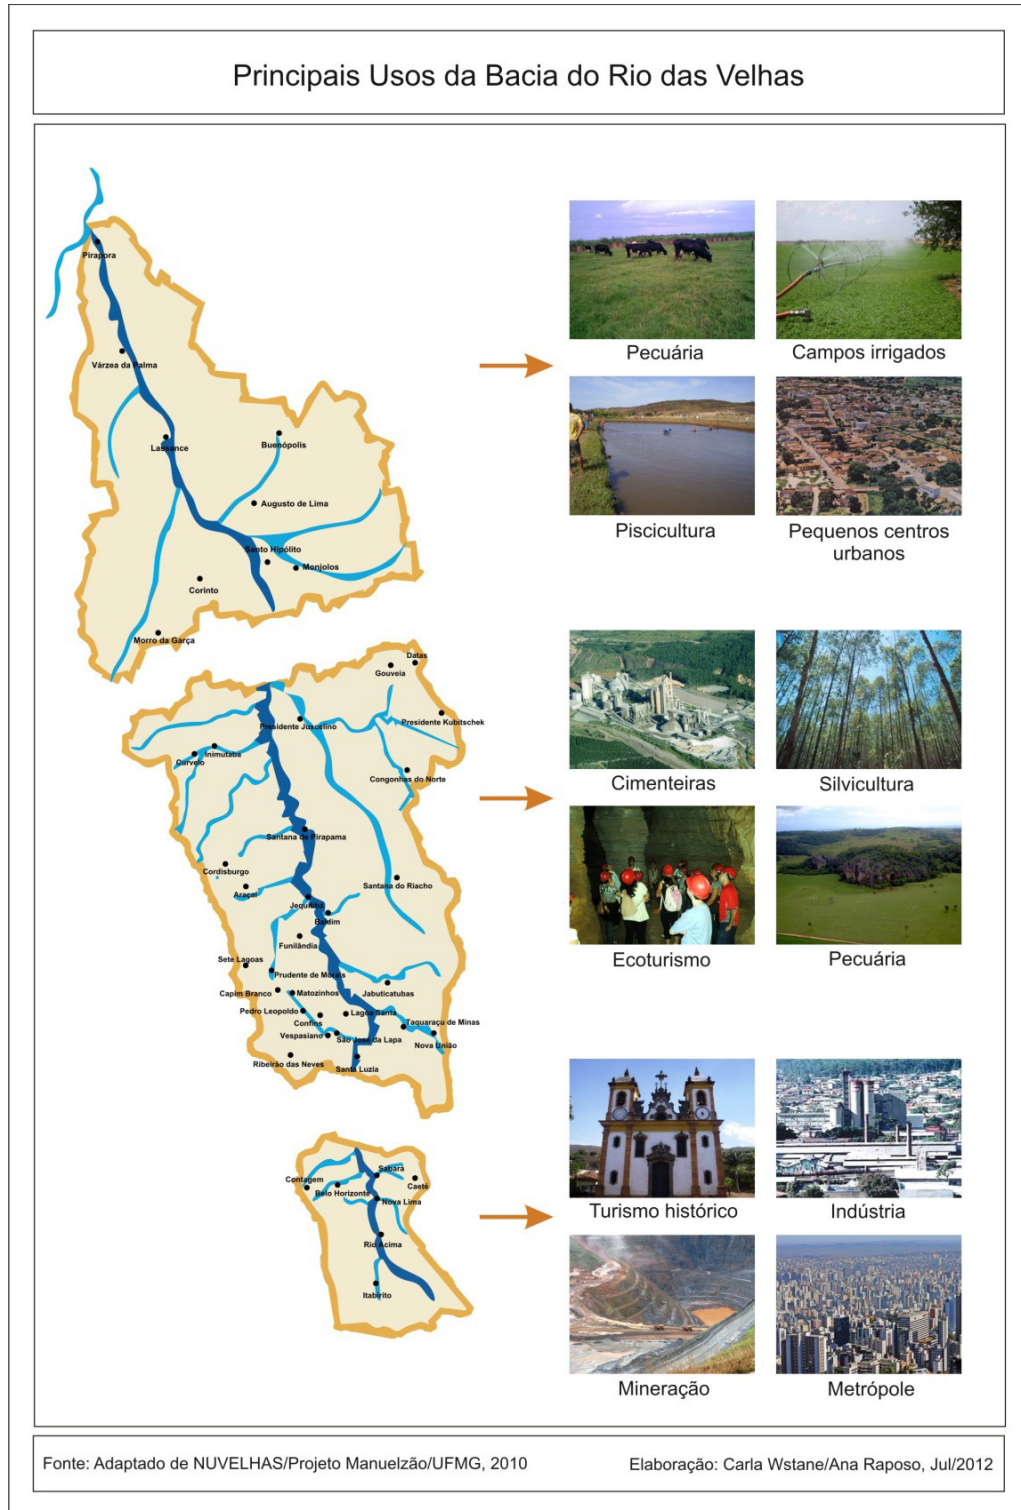 Principais Usos da Bacia do Rio das Velhas
Pirapora
Várzea da Palma
Lassance
Buenópolis
Augusto de Lima
Santo Hipólito
Monjolos
Corinto
Morro da Garça
Pecuária
Campos irrigados
Piscicultura
Pequenos centros
urbanos
Datas
Gouveia
Presidente Kubitschek
Presidente Juscelino
Inimutaba
Curvelo
Congonhas do Norte
Santana de Pirapama
Cordisburgo
Santana do Riacho
Araçaí
Jequitibá
Baldim
Funilândia
Sete Lagoas
Prudente de Morais
Jabuticatubas
Capim Branco
Matozinhos
Pedro Leopoldo
Lagoa Santa
Confins
Taquaraçu de Minas
Vespasiano
São José da Lapa
Nova União
Ribeirão das Neves
Santa Luzia
Cimenteiras
Silvicultura
Ecoturismo
Pecuária
Sabará
Contagem
Caeté
Belo Horizonte
Nova Lima
Rio Acima
Itabirito
Turismo histórico
Indústria
Mineração
Metrópole
Fonte: Adaptado de NUVELHAS/Projeto Manuelzão/UFMG, 2010
Elaboração: Carla Wstane/Ana Raposo, Jul/2012